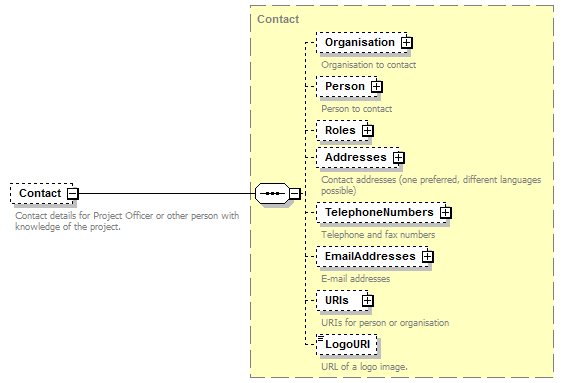 Contact
Organisation
Organisation to contact
Person
Person to contact
Roles
Addresses
Contact addresses (one preferred, different languages
possible)
Contact
Contact details for Project Officer or other person with
knowledge of the project.
TelephoneNumbers
Telephone and fax numbers
EmailAddresses
E-mail addresses
URIs
URIs for person or organisation
LogoURI
URL of a logo image.